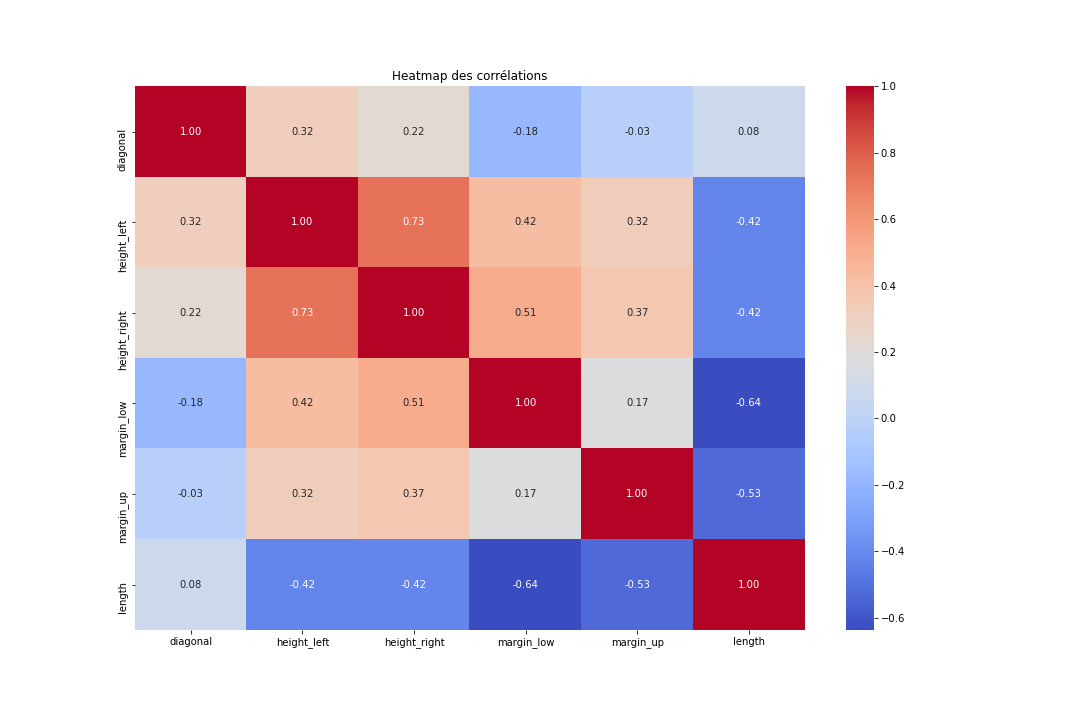 Heatmap des corrélations
diagonal 1.00 0.32 0.22 -0.18 -0.03 0.08
height_left 0.32 1.00 0.73 0.42 0.32 -0.42
height_right 0.22 0.73 1.00 0.51 0.37 -0.42
margin_low -0.18 0.42 0.51 1.00 0.17 -0.64
margin_up -0.03 0.32 0.37 0.17 1.00 -0.53
length 0.08 -0.42 -0.42 -0.64 -0.53 1.00
diagonal height_left height_right margin_low margin_up length
1.0
0.8
0.6
0.4
0.2
0.0
−0.2
−0.4
−0.6